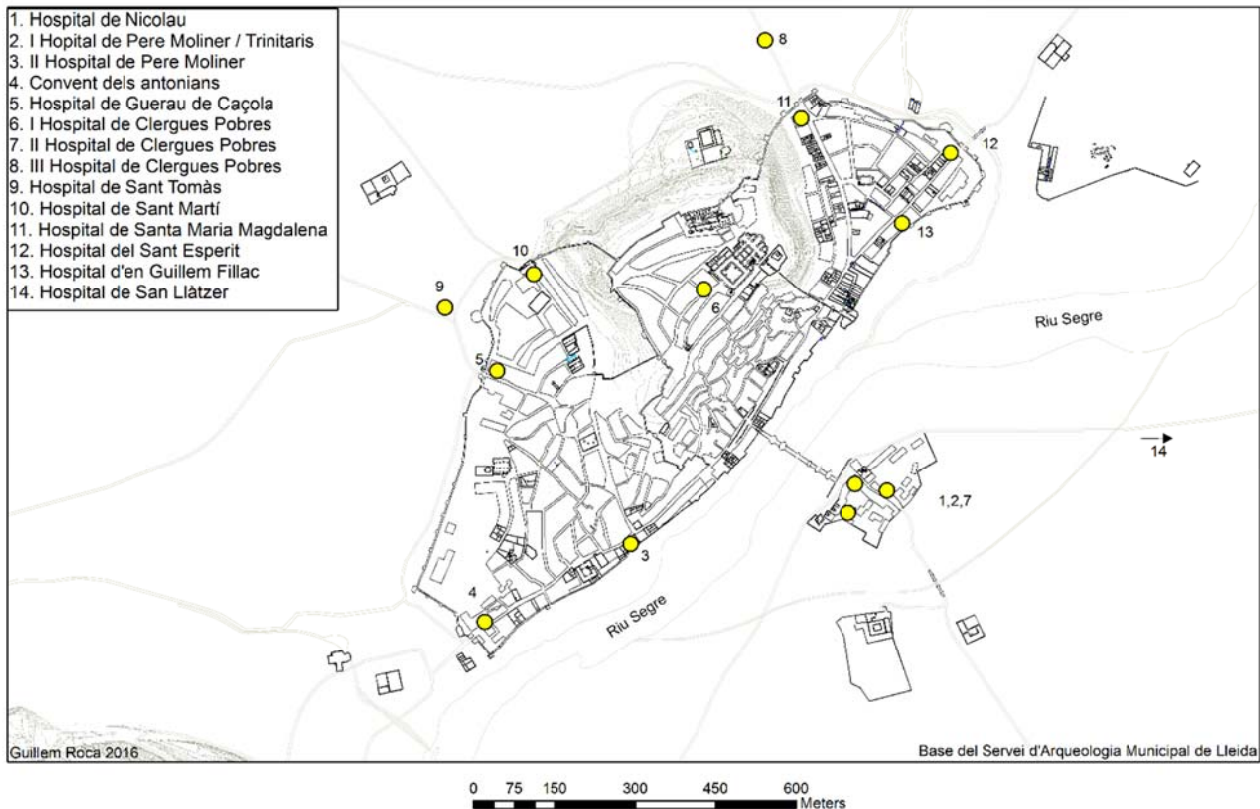 1. Hospital de Nicolau
2. I Hopital de Pere Moliner / Trinitaris
3. II Hospital de Pere Moliner
4. Convent dels antonians
5. Hospital de Guerau de Caçola
6. I Hospital de Clergues Pobres
7. II Hospital de Clergues Pobres
8. III Hospital de Clergues Pobres
9. Hospital de Sant Tomàs
10. Hospital de Sant Martí
11. Hospital de Santa Maria Magdalena
12. Hospital del Sant Esperit
13. Hospital d'en Guillem Fillac
14. Hospital de San Llàtzer
8
11
12
13
10
9
6
Riu Segre
5
14
1,2,7
3
4
Riu Segre
Guillem Roca 2016
Base del Servei d'Arqueologia Municipal de Lleida
0 75 150 300 450 600
Meters